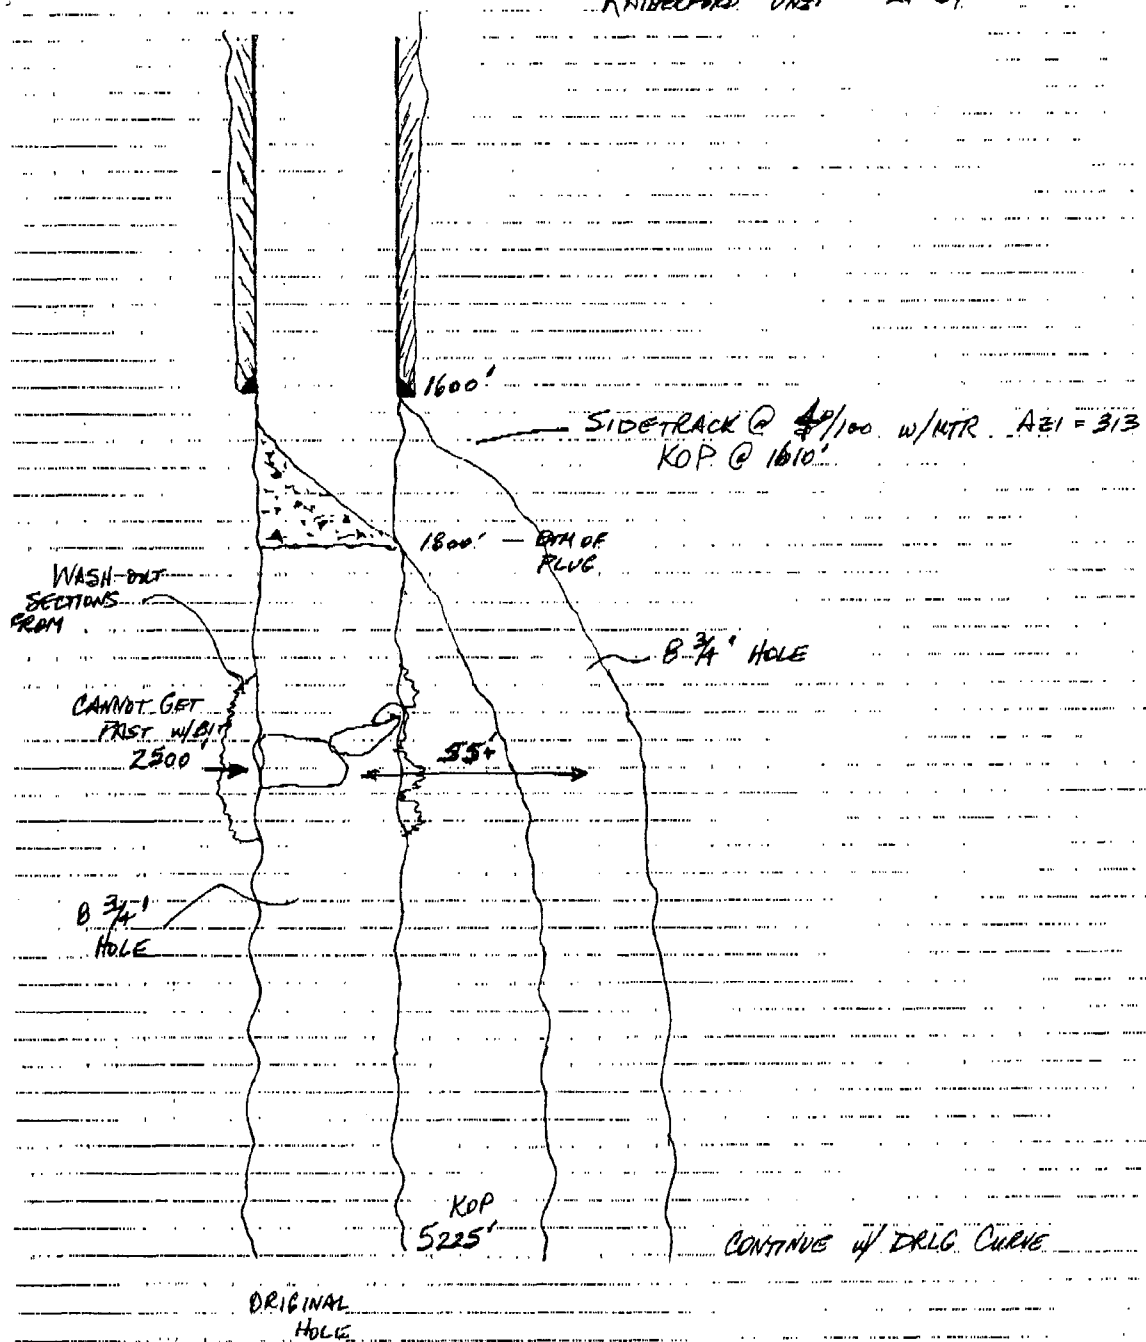 UNIT
1600'
SIDETRACK @ /100 W/MTR. AZI = 313
KOP @ 1610'
1800' - BTM OF
PLUG
WASH-OUT
SECTIONS
FROM
8 3/4" HOLE
CANNOT GET
PAST W/BIT
2500'
55+'
8 3/4"
HOLE
KOP
5225'
CONTINUE W/ DRLG CURVE
ORIGINAL
HOLE